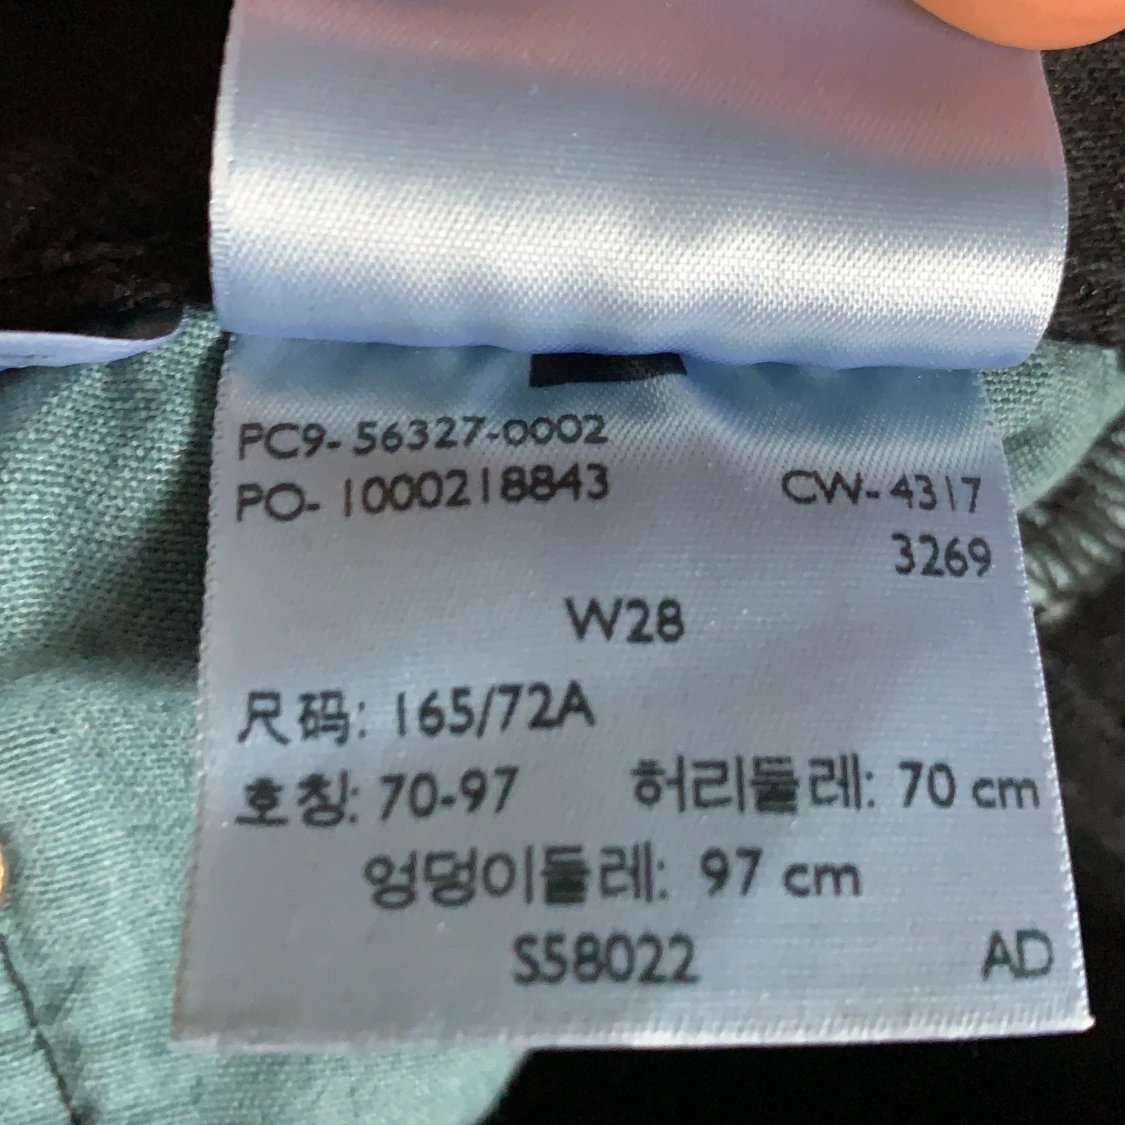 PC9-56327-0002
PO-1000218843 CW-4317
3269
W28
尺码: 165/72A
호칭: 70-97 허리둘레: 70 cm
엉덩이둘레: 97 cm
S58022 AD